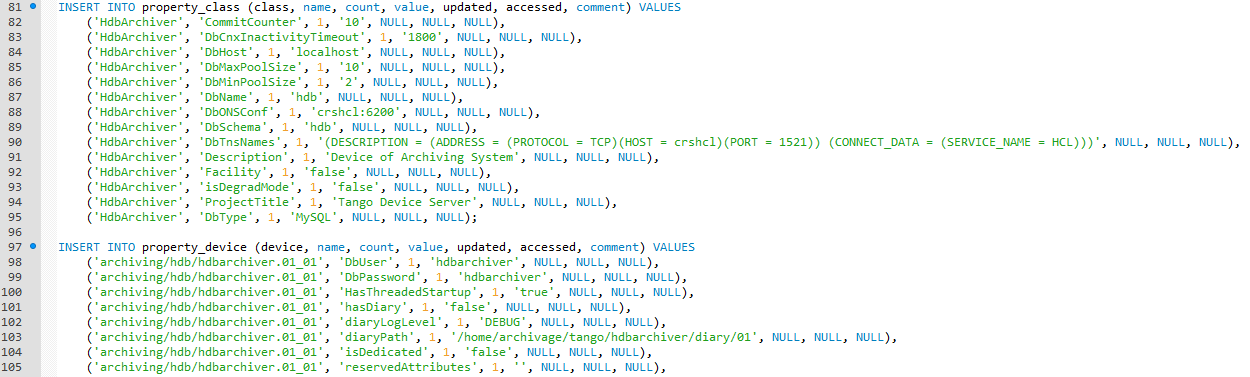 81 INSERT INTO property_class (class, name, count, value, updated, accessed, comment) VALUES
82 ('HdbArchiver', 'CommitCounter', 1, '10', NULL, NULL, NULL),
83 ('HdbArchiver', 'DbCnxInactivityTimeout', 1, '1800', NULL, NULL, NULL),
84 ('HdbArchiver', 'DbHost', 1, 'localhost', NULL, NULL, NULL),
85 ('HdbArchiver', 'DbMaxPoolSize', 1, '10', NULL, NULL, NULL),
86 ('HdbArchiver', 'DbMinPoolSize', 1, '2', NULL, NULL, NULL),
87 ('HdbArchiver', 'DbName', 1, 'hdb', NULL, NULL, NULL),
88 ('HdbArchiver', 'DbONSConf', 1, 'crshcl:6200', NULL, NULL, NULL),
89 ('HdbArchiver', 'DbSchema', 1, 'hdb', NULL, NULL, NULL),
90 ('HdbArchiver', 'DbTnsNames', 1, '(DESCRIPTION = (ADDRESS = (PROTOCOL = TCP)(HOST = crshcl)(PORT = 1521)) (CONNECT_DATA = (SERVICE_NAME = HCL)))', NULL, NULL, NULL),
91 ('HdbArchiver', 'Description', 1, 'Device of Archiving System', NULL, NULL, NULL),
92 ('HdbArchiver', 'Facility', 1, 'false', NULL, NULL, NULL),
93 ('HdbArchiver', 'isDegradMode', 1, 'false', NULL, NULL, NULL),
94 ('HdbArchiver', 'ProjectTitle', 1, 'Tango Device Server', NULL, NULL, NULL),
95 ('HdbArchiver', 'DbType', 1, 'MySQL', NULL, NULL, NULL);
96
97 INSERT INTO property_device (device, name, count, value, updated, accessed, comment) VALUES
98 ('archiving/hdb/hdbarchiver.01_01', 'DbUser', 1, 'hdbarchiver', NULL, NULL, NULL),
99 ('archiving/hdb/hdbarchiver.01_01', 'DbPassword', 1, 'hdbarchiver', NULL, NULL, NULL),
100 ('archiving/hdb/hdbarchiver.01_01', 'HasThreadedStartup', 1, 'true', NULL, NULL, NULL),
101 ('archiving/hdb/hdbarchiver.01_01', 'hasDiary', 1, 'false', NULL, NULL, NULL),
102 ('archiving/hdb/hdbarchiver.01_01', 'diaryLogLevel', 1, 'DEBUG', NULL, NULL, NULL),
103 ('archiving/hdb/hdbarchiver.01_01', 'diaryPath', 1, '/home/archivage/tango/hdbarchiver/diary/01', NULL, NULL, NULL),
104 ('archiving/hdb/hdbarchiver.01_01', 'isDedicated', 1, 'false', NULL, NULL, NULL),
105 ('archiving/hdb/hdbarchiver.01_01', 'reservedAttributes', 1, '', NULL, NULL, NULL),